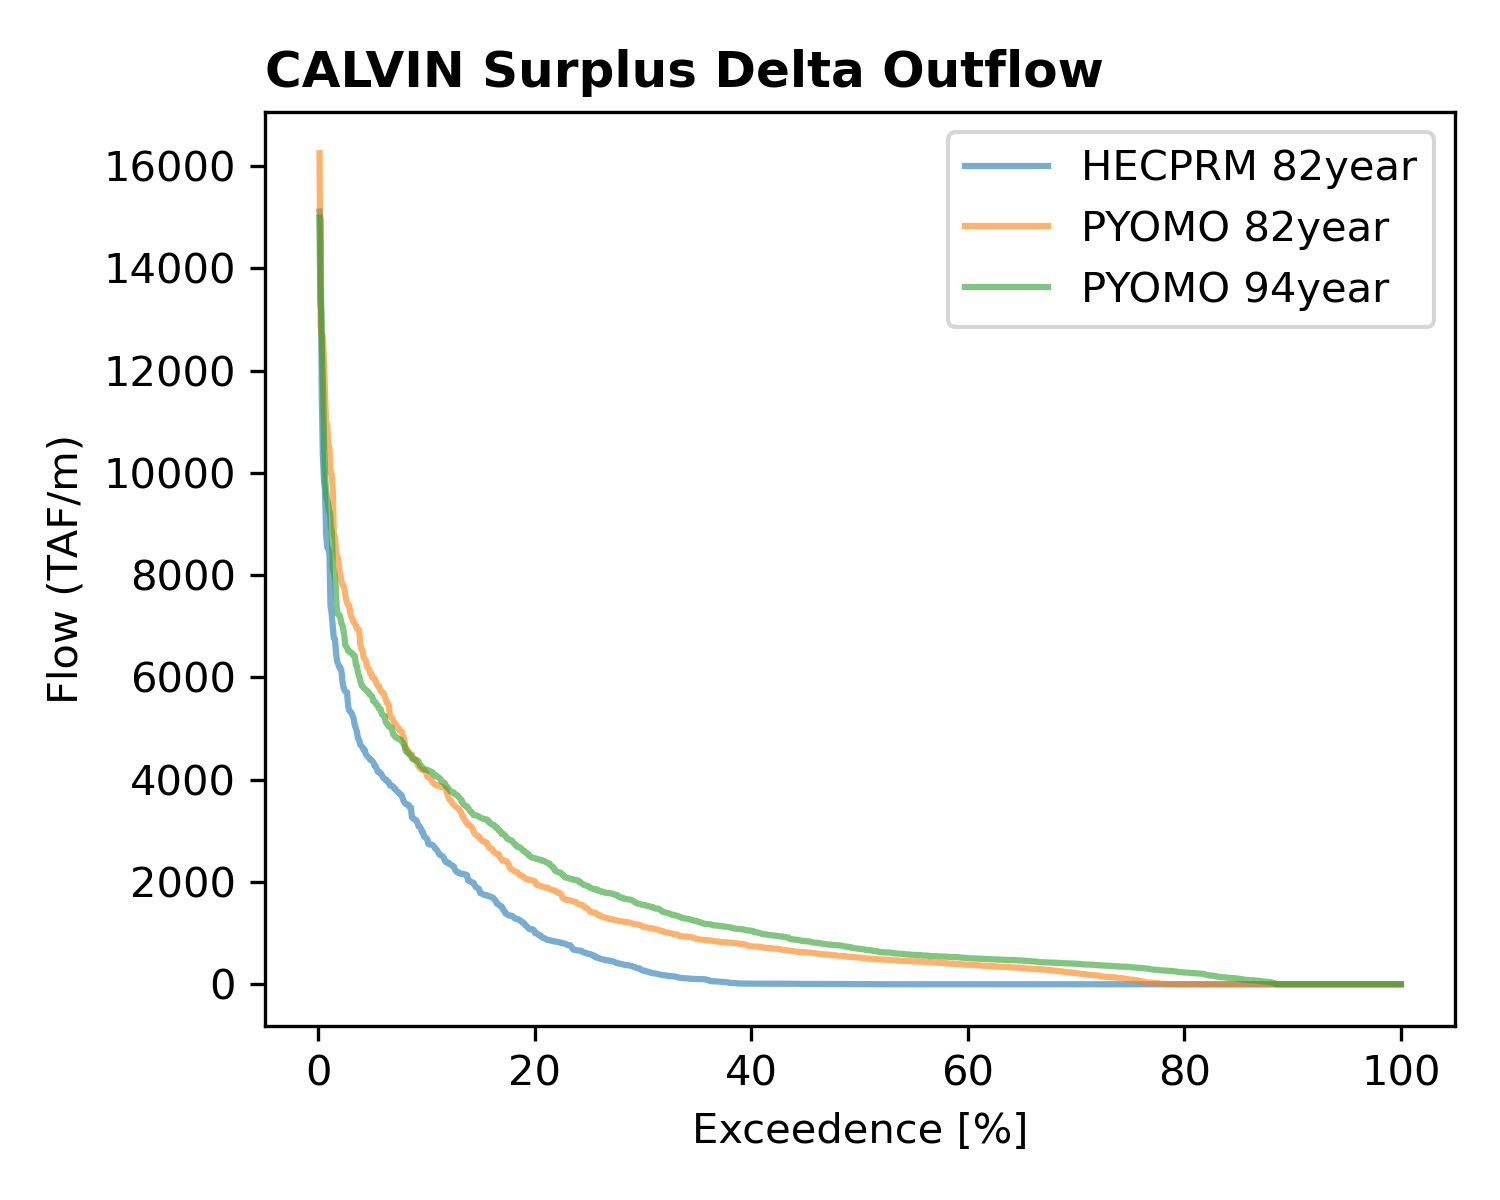 CALVIN Surplus Delta Outflow
16000
14000
12000
10000
8000
6000
4000
2000
0
Flow (TAF/m)
HECPRM 82year
PYOMO 82year
PYOMO 94year
0 20 40 60 80 100
Exceedence [%]